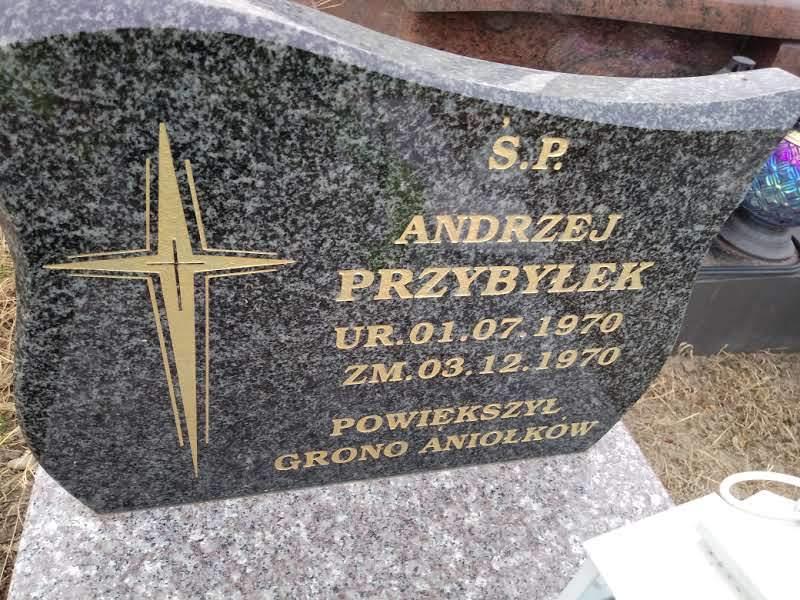 Ś.P.
ANDRZEJ
PRZYBYŁEK
UR.01.07.1970
ZM.03.12.1970
POWIĘKSZYŁ
GRONO ANIOŁKÓW